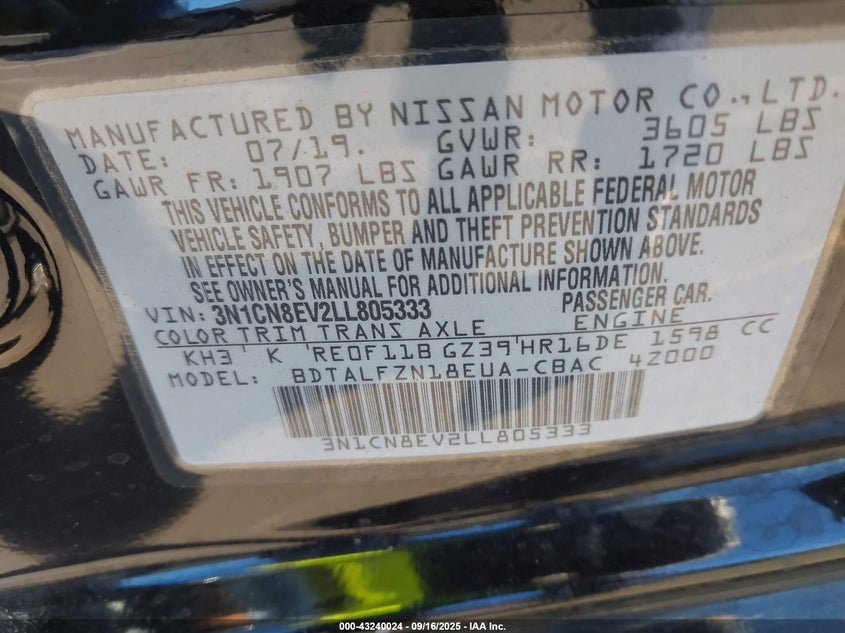 MANUFACTURED BY NISSAN MOTOR CO.,LTD.
DATE: 07/19. GVWR: 3605 LBS
GAWR FR: 1907 LBS GAWR RR: 1720 LBS
THIS VEHICLE CONFORMS TO ALL APPLICABLE FEDERAL MOTOR
VEHICLE SAFETY, BUMPER AND THEFT PREVENTION STANDARDS
IN EFFECT ON THE DATE OF MANUFACTURE SHOWN ABOVE.
SEE OWNER'S MANUAL FOR ADDITIONAL INFORMATION.
VIN: 3N1CN8EV2LL805333 PASSENGER CAR.
COLOR TRIM TRANS AXLE ENGINE
KH3 K RE0F11B GZ39 HR16DE 1598 CC
MODEL: BDTALFZN18EUA-CBAC 4Z000
3N1CN8EV2LL805333
000-43240024 - 09/16/2025 - IAA Inc.